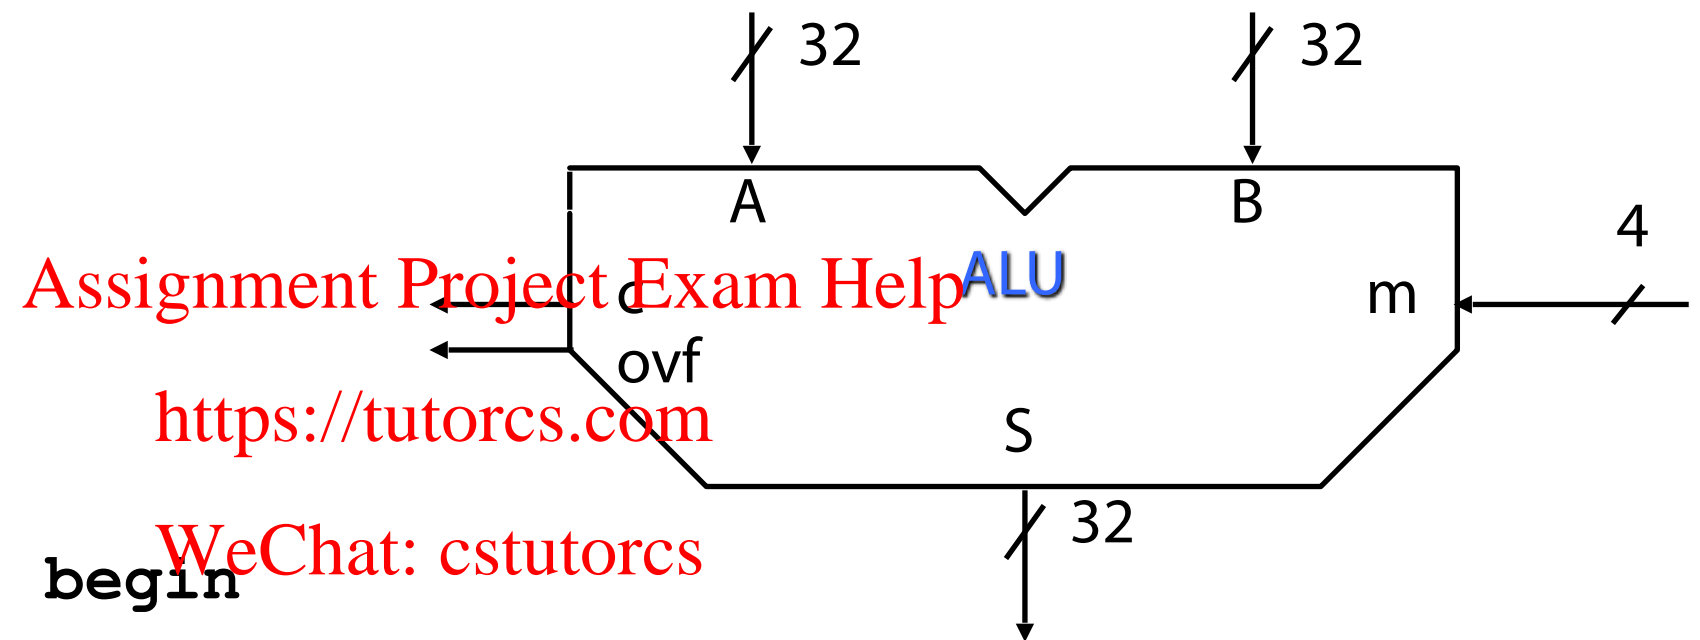 32 32
A B
4
Assignment Project Exam Help ALU
c m
ovf
https://tutorcs.com
S
32
WeChat: cstutorcs
begin